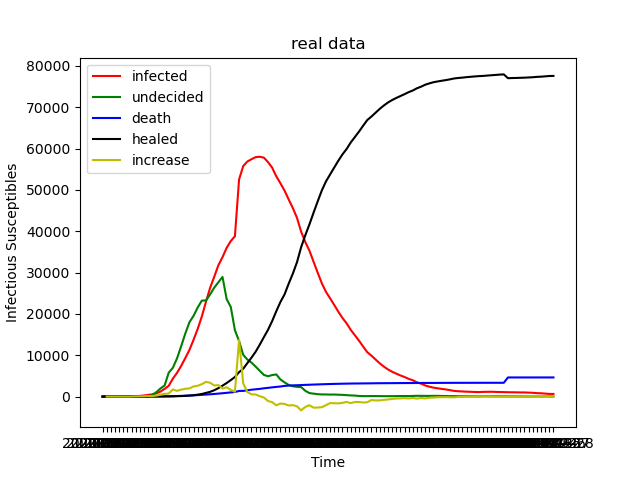 real data
infected
undecided
death
healed
increase
80000
70000
60000
50000
40000
30000
20000
10000
0
Infectious Susceptibles
Time